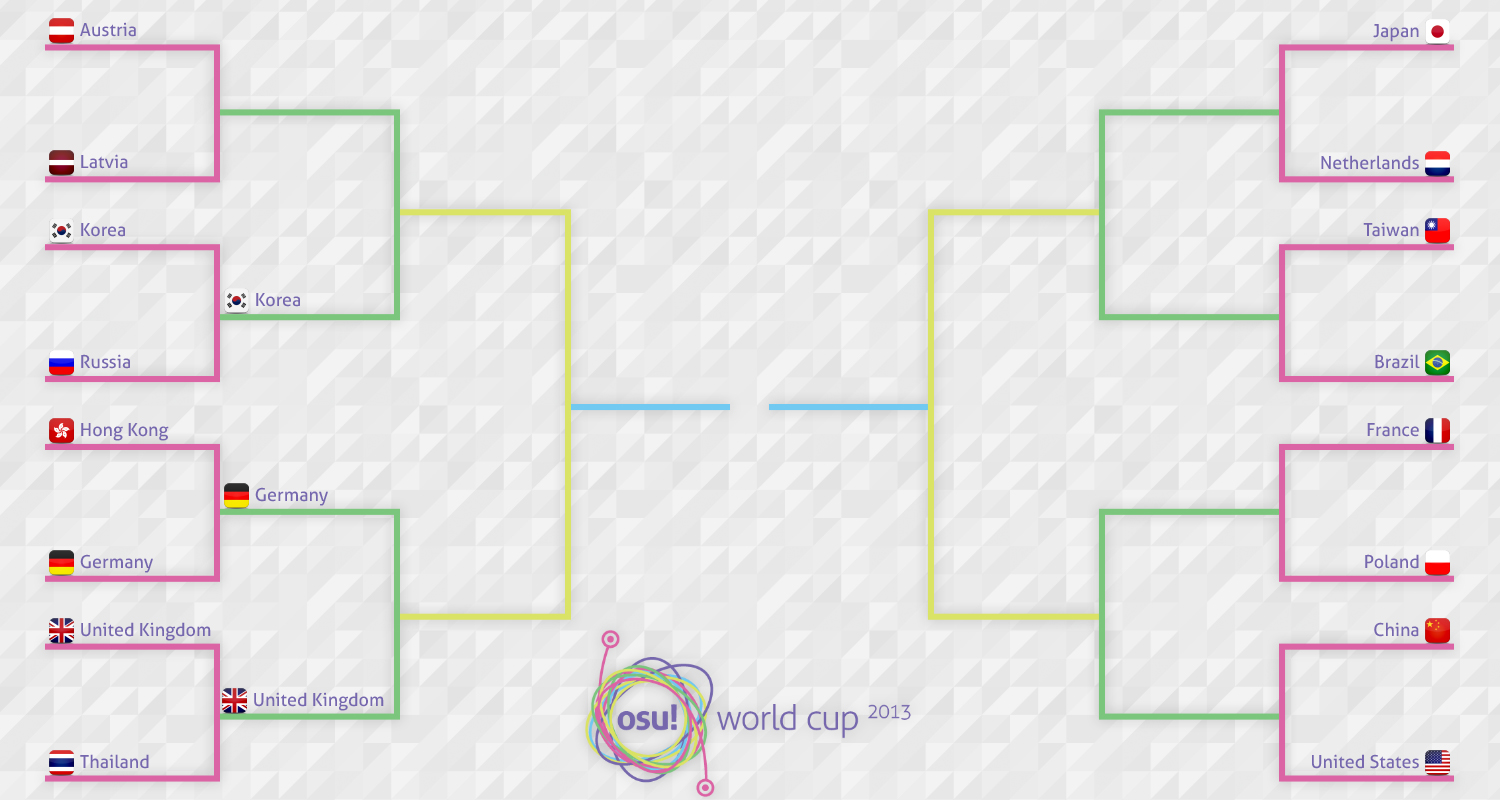 Austria
Latvia
Korea
Korea
Russia
Hong Kong
Germany
Germany
United Kingdom
United Kingdom
Thailand
Japan
Netherlands
Taiwan
Brazil
France
Poland
China
United States
osu! world cup 2013